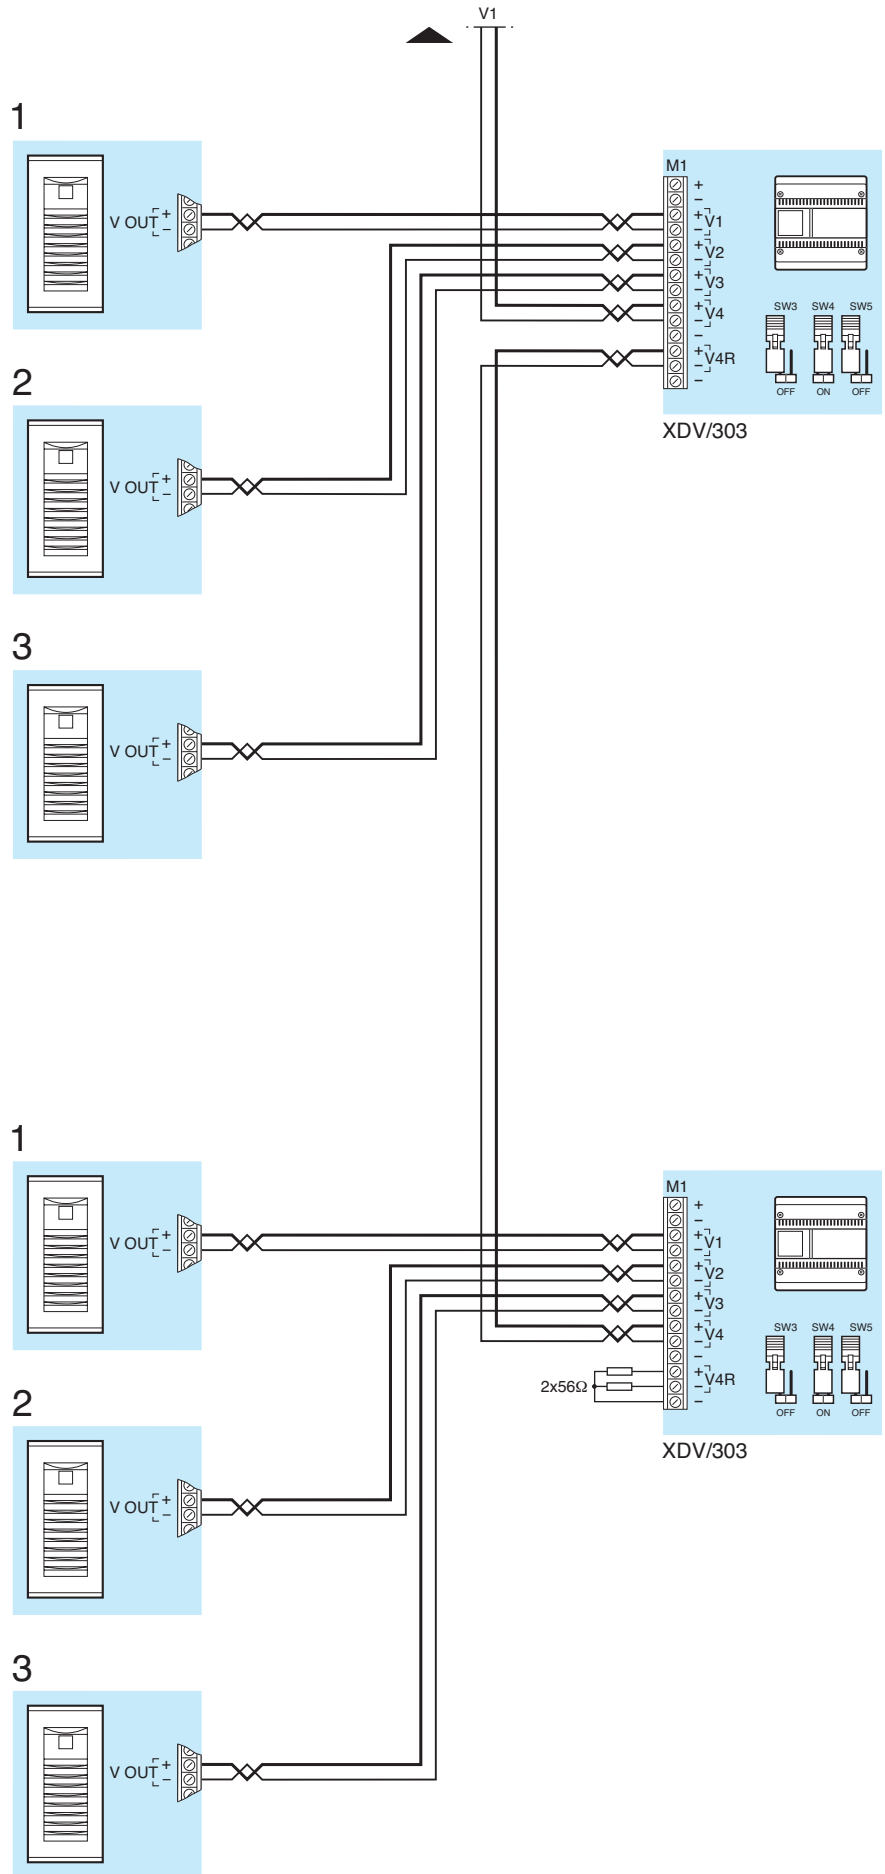 V1
1
V OUT + −
M1
+
−
+ − V1
+ − V2
+ − V3
+ − V4
−
+ − V4R
−
SW3 SW4 SW5
OFF ON OFF
XDV/303
2
V OUT + −
3
V OUT + −
1
V OUT + −
M1
+
−
+ − V1
+ − V2
+ − V3
+ − V4
−
+ − V4R
−
2x56Ω
SW3 SW4 SW5
OFF ON OFF
XDV/303
2
V OUT + −
3
V OUT + −